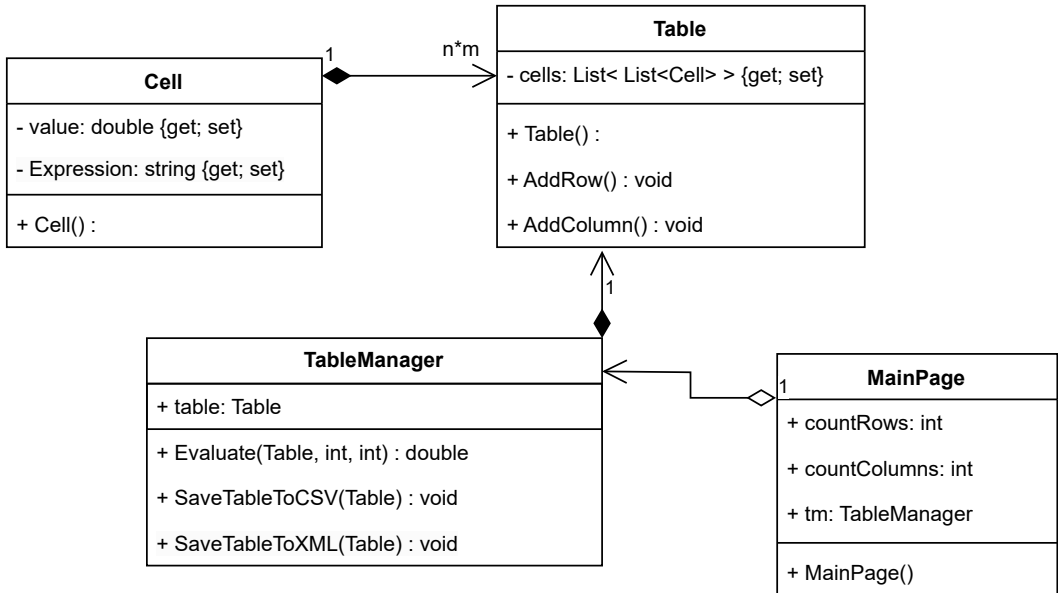 Cell
- value: double {get; set}
- Expression: string {get; set}
+ Cell() :
1
n*m
Table
- cells: List< List<Cell> > {get; set}
+ Table() :
+ AddRow() : void
+ AddColumn() : void
1
TableManager
+ table: Table
+ Evaluate(Table, int, int) : double
+ SaveTableToCSV(Table) : void
+ SaveTableToXML(Table) : void
1
MainPage
+ countRows: int
+ countColumns: int
+ tm: TableManager
+ MainPage()